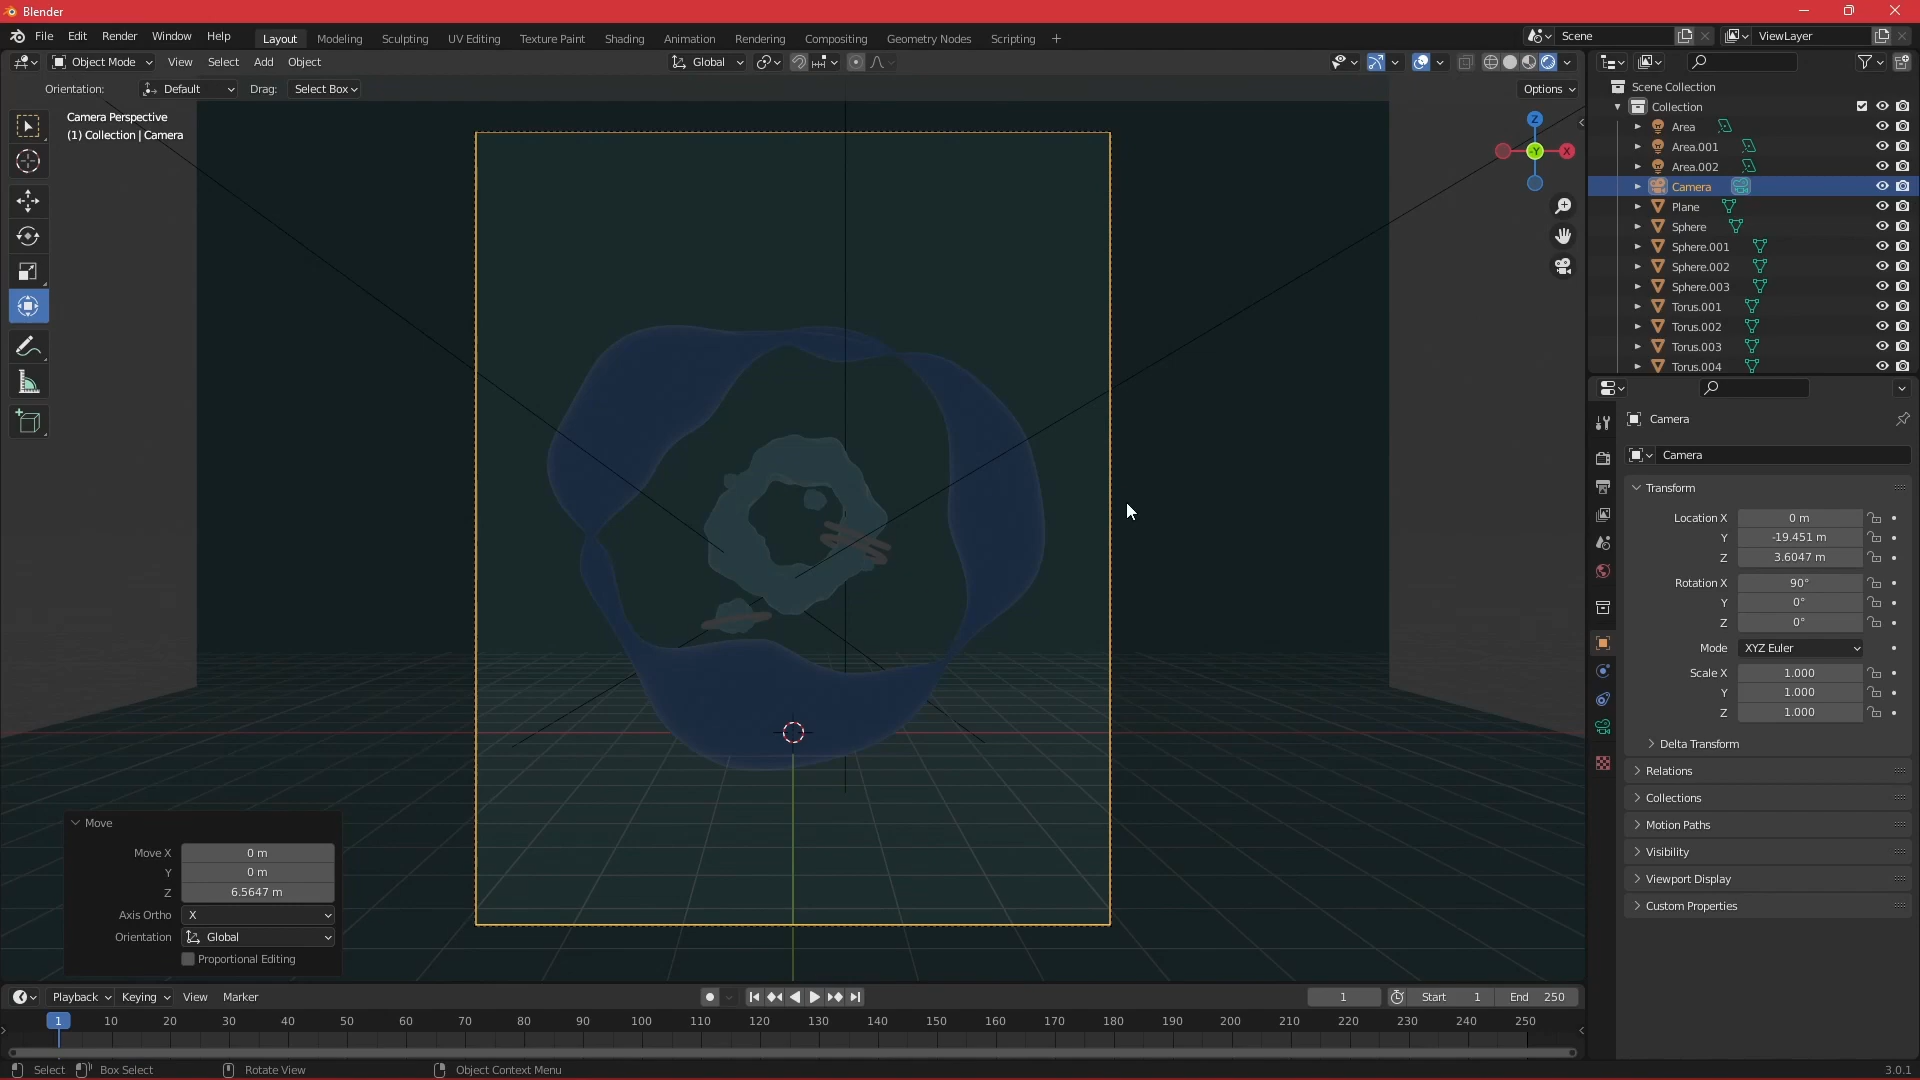 Blender
File Edit Render Window Help Layout Modeling Sculpting UV Editing Texture Paint Shading Animation Rendering Compositing Geometry Nodes Scripting + Scene ViewLayer
Object Mode View Select Add Object Global
Orientation: Default Drag: Select Box Options
Camera Perspective
(1) Collection | Camera
Z
-Y X
Scene Collection
Collection
Area
Area.001
Area.002
Camera
Plane
Sphere
Sphere.001
Sphere.002
Sphere.003
Torus.001
Torus.002
Torus.003
Torus.004
Camera
Camera
Transform
Location X 0 m
Y -19.451 m
Z 3.6047 m
Rotation X 90°
Y 0°
Z 0°
Mode XYZ Euler
Scale X 1.000
Y 1.000
Z 1.000
Delta Transform
Relations
Collections
Motion Paths
Visibility
Viewport Display
Custom Properties
Move
Move X 0 m
Y 0 m
Z 6.5647 m
Axis Ortho X
Orientation Global
Proportional Editing
Playback Keying View Marker 1 Start 1 End 250
1 10 20 30 40 50 60 70 80 90 100 110 120 130 140 150 160 170 180 190 200 210 220 230 240 250
Select Box Select Rotate View Object Context Menu 3.0.1